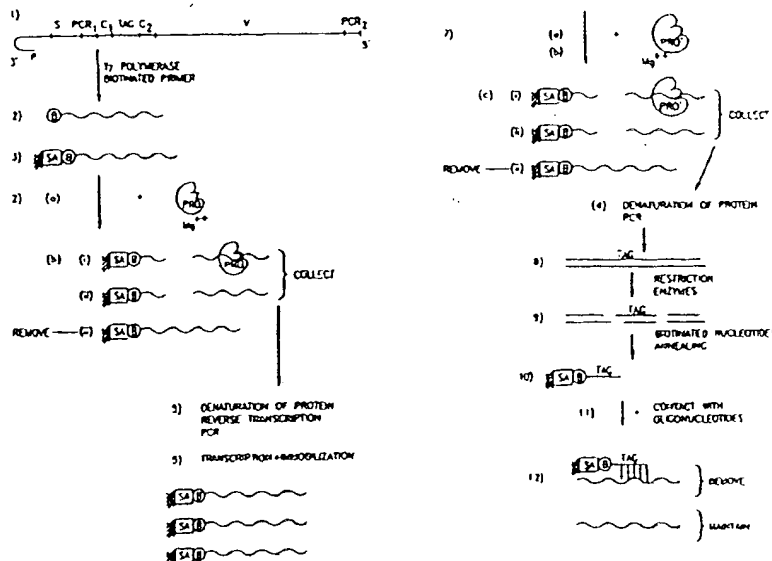 1)
S PCR1 C1 TAG C2 V PCR2
3' P 5'
T7 POLYMERASE
BIOTINATED PRIMER
2) B
3) SA B
2) (a) + PRO
Mg++
(b) (i) SA B PRO
(ii) SA B
COLLECT
REMOVE SA B
5) DENATURATION OF PROTEIN
REVERSE TRANSCRIPTION
PCR
5) TRANSCRIPTION + IMMOBILIZATION
SA B
SA B
SA B
7) (a) + PRO'
(b)
Mg++
(c) (i) SA B PRO'
(ii) SA B
COLLECT
REMOVE SA B
(d) DENATURATION OF PROTEIN
PCR
8) TAG
RESTRICTION
ENZYMES
9) TAG
BIOTINATED NUCLEOTIDE
ANNEALING
10) SA B TAG
11) + CONTACT WITH
OLIGONUCLEOTIDES
12) SA B TAG
REMOVE
MAINTAIN